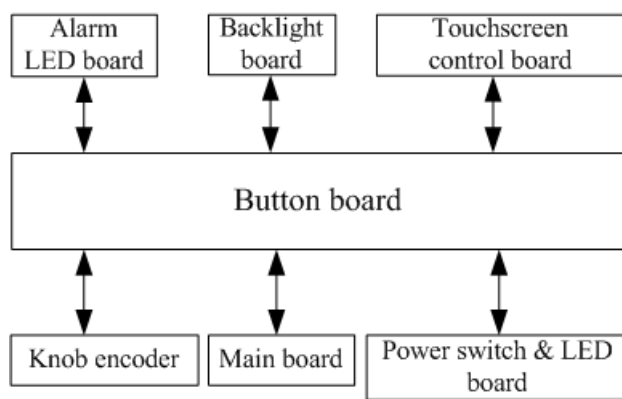 Alarm
LED board
Backlight
board
Touchscreen
control board
Button board
Knob encoder
Main board
Power switch & LED
board